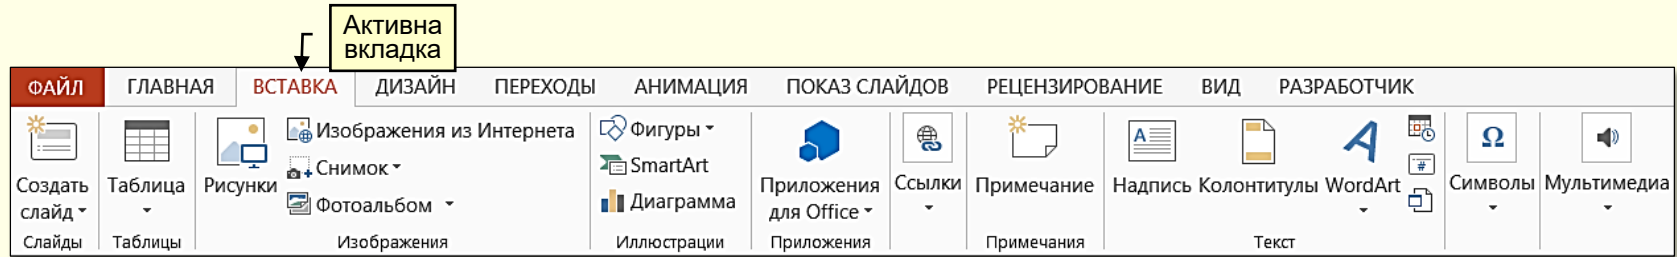 Активна
вкладка
ФАЙЛ ГЛАВНАЯ ВСТАВКА ДИЗАЙН ПЕРЕХОДЫ АНИМАЦИЯ ПОКАЗ СЛАЙДОВ РЕЦЕНЗИРОВАНИЕ ВИД РАЗРАБОТЧИК
Создать
слайд
Слайды
Таблица
Таблицы
Рисунки
Изображения из Интернета
Снимок
Фотоальбом
Изображения
Фигуры
SmartArt
Диаграмма
Иллюстрации
Приложения
для Office
Приложения
Ссылки
Примечание
Примечания
Надпись Колонтитулы WordArt
Текст
Символы
Мультимедиа